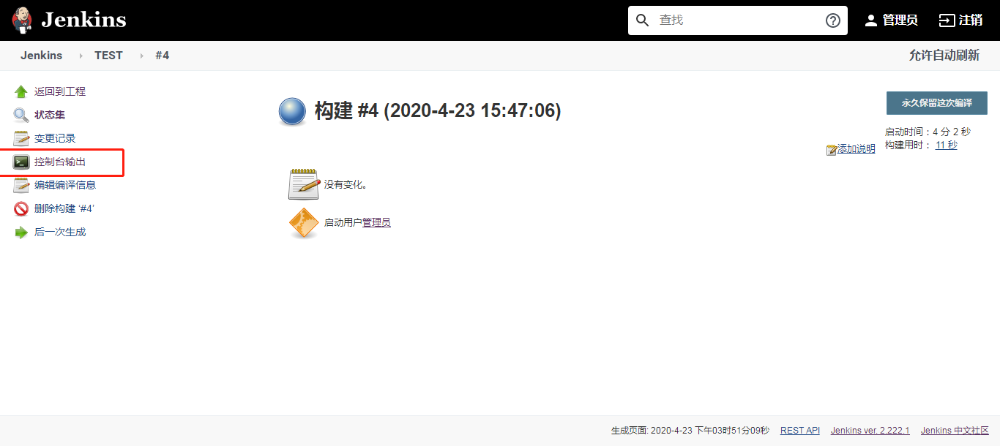 Jenkins
查找
管理员
注销
Jenkins
TEST
#4
允许自动刷新
返回到工程
状态集
变更记录
控制台输出
编辑编译信息
删除构建 ‘#4’
后一次生成
构建 #4 (2020-4-23 15:47:06)
永久保留这次编译
启动时间：4 分 2 秒
构建用时： 11 秒
添加说明
没有变化。
启动用户管理员
生成页面: 2020-4-23 下午03时51分09秒 REST API Jenkins ver. 2.222.1 Jenkins 中文社区